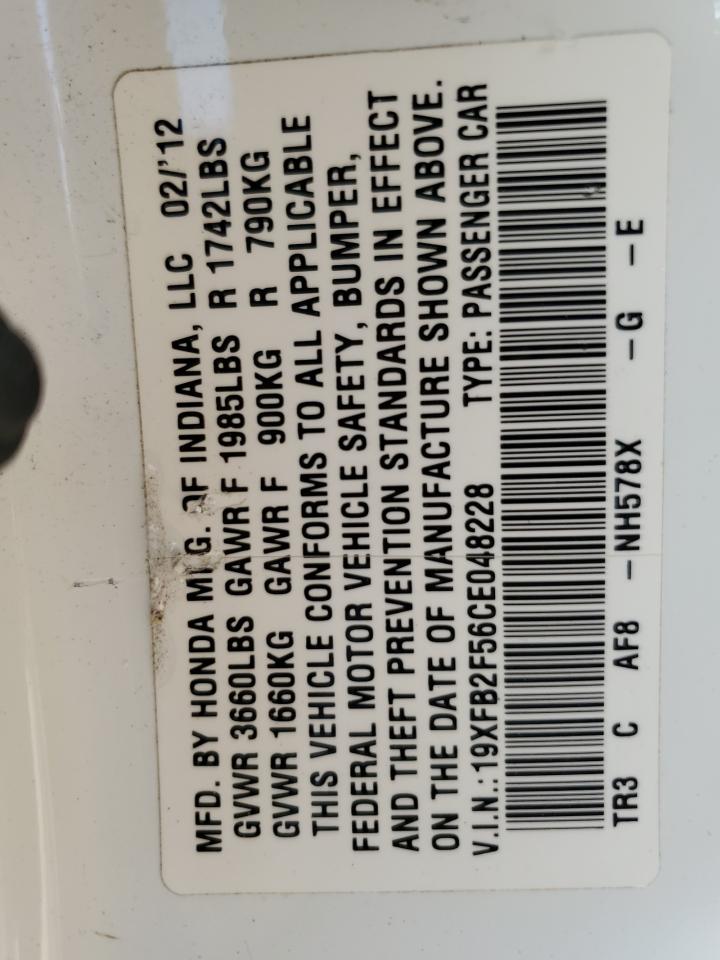 MFD. BY HONDA MFG. OF INDIANA, LLC 02/'12
GVWR 3660LBS GAWR F 1985LBS R 1742LBS
GVWR 1660KG GAWR F 900KG R 790KG
THIS VEHICLE CONFORMS TO ALL APPLICABLE
FEDERAL MOTOR VEHICLE SAFETY, BUMPER,
AND THEFT PREVENTION STANDARDS IN EFFECT
ON THE DATE OF MANUFACTURE SHOWN ABOVE.
V.I.N.:19XFB2F56CE048228 TYPE: PASSENGER CAR
TR3 C AF8 -NH578X -G -E